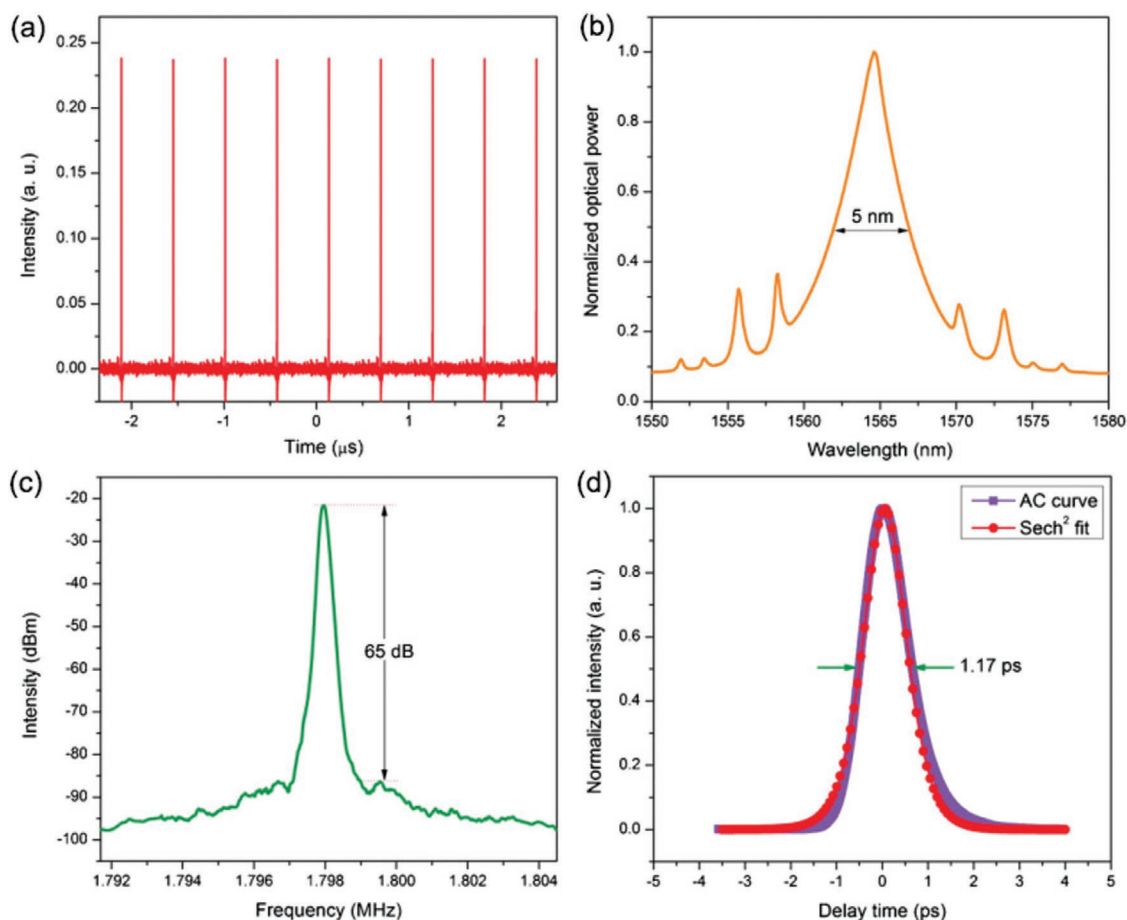 (a)
0.25
0.20
0.15
0.10
0.05
0.00
Intensity (a. u.)
-2 -1 0 1 2
Time (μs)
(b)
1.0
0.8
0.6
0.4
0.2
0.0
Normalized optical power
5 nm
1550 1555 1560 1565 1570 1575 1580
Wavelength (nm)
(c)
-20
-30
-40
-50
-60
-70
-80
-90
-100
Intensity (dBm)
65 dB
1.792 1.794 1.796 1.798 1.800 1.802 1.804
Frequency (MHz)
(d)
1.0
0.8
0.6
0.4
0.2
0.0
Normalized intensity (a. u.)
AC curve
Sech² fit
1.17 ps
-5 -4 -3 -2 -1 0 1 2 3 4 5
Delay time (ps)